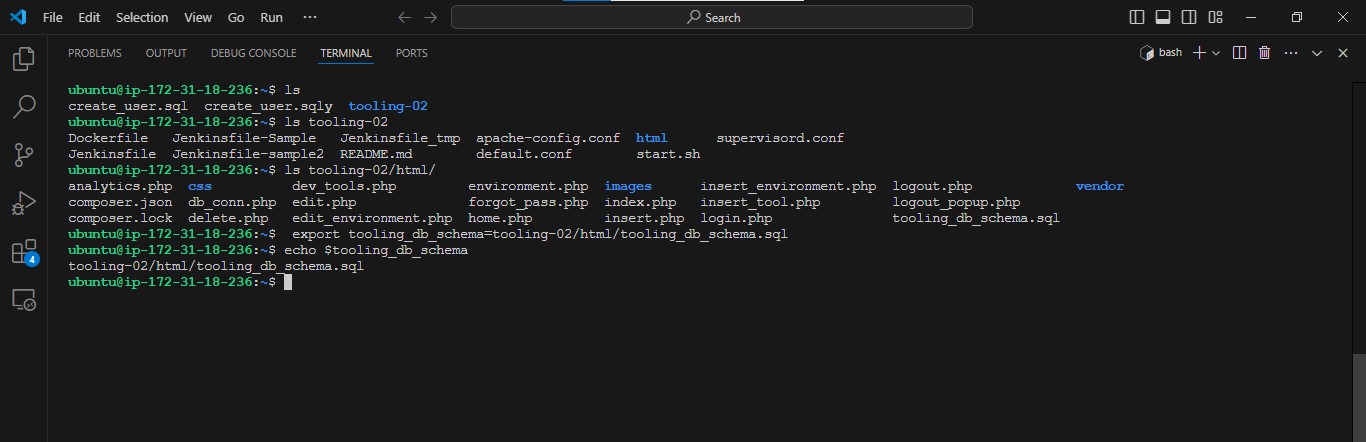 File Edit Selection View Go Run ··· Search
PROBLEMS OUTPUT DEBUG CONSOLE TERMINAL PORTS bash
ubuntu@ip-172-31-18-236:~$ ls
create_user.sql  create_user.sqly  tooling-02
ubuntu@ip-172-31-18-236:~$ ls tooling-02
Dockerfile   Jenkinsfile-Sample   Jenkinsfile_tmp  apache-config.conf  html      supervisord.conf
Jenkinsfile  Jenkinsfile-sample2  README.md        default.conf        start.sh
ubuntu@ip-172-31-18-236:~$ ls tooling-02/html/
analytics.php  css          dev_tools.php         environment.php  images      insert_environment.php  logout.php             vendor
composer.json  db_conn.php  edit.php              forgot_pass.php  index.php   insert_tool.php         logout_popup.php
composer.lock  delete.php   edit_environment.php  home.php         insert.php  login.php               tooling_db_schema.sql
ubuntu@ip-172-31-18-236:~$  export tooling_db_schema=tooling-02/html/tooling_db_schema.sql
ubuntu@ip-172-31-18-236:~$ echo $tooling_db_schema
tooling-02/html/tooling_db_schema.sql
ubuntu@ip-172-31-18-236:~$
4